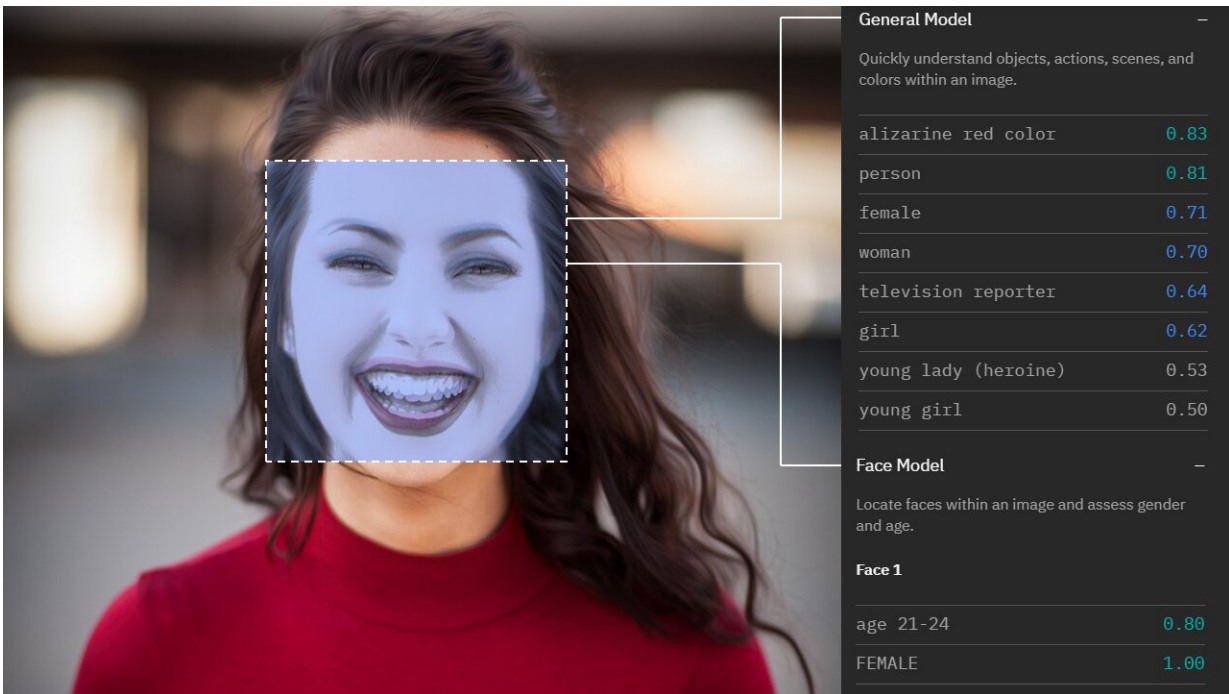 General Model
–
Quickly understand objects, actions, scenes, and
colors within an image.
alizarine red color 0.83
person 0.81
female 0.71
woman 0.70
television reporter 0.64
girl 0.62
young lady (heroine) 0.53
young girl 0.50
Face Model
–
Locate faces within an image and assess gender
and age.
Face 1
age 21-24 0.80
FEMALE 1.00